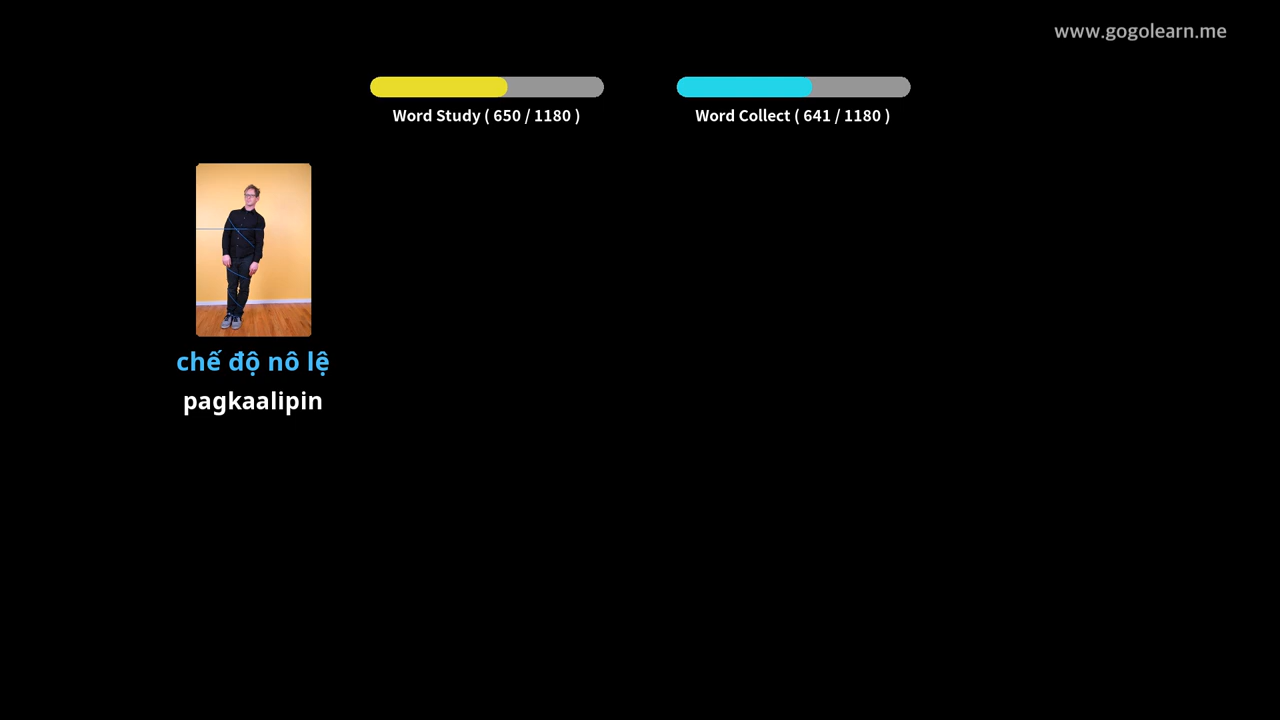 www.gogolearn.me
Word Study ( 650 / 1180 )
Word Collect ( 641 / 1180 )
chế độ nô lệ
pagkaalipin